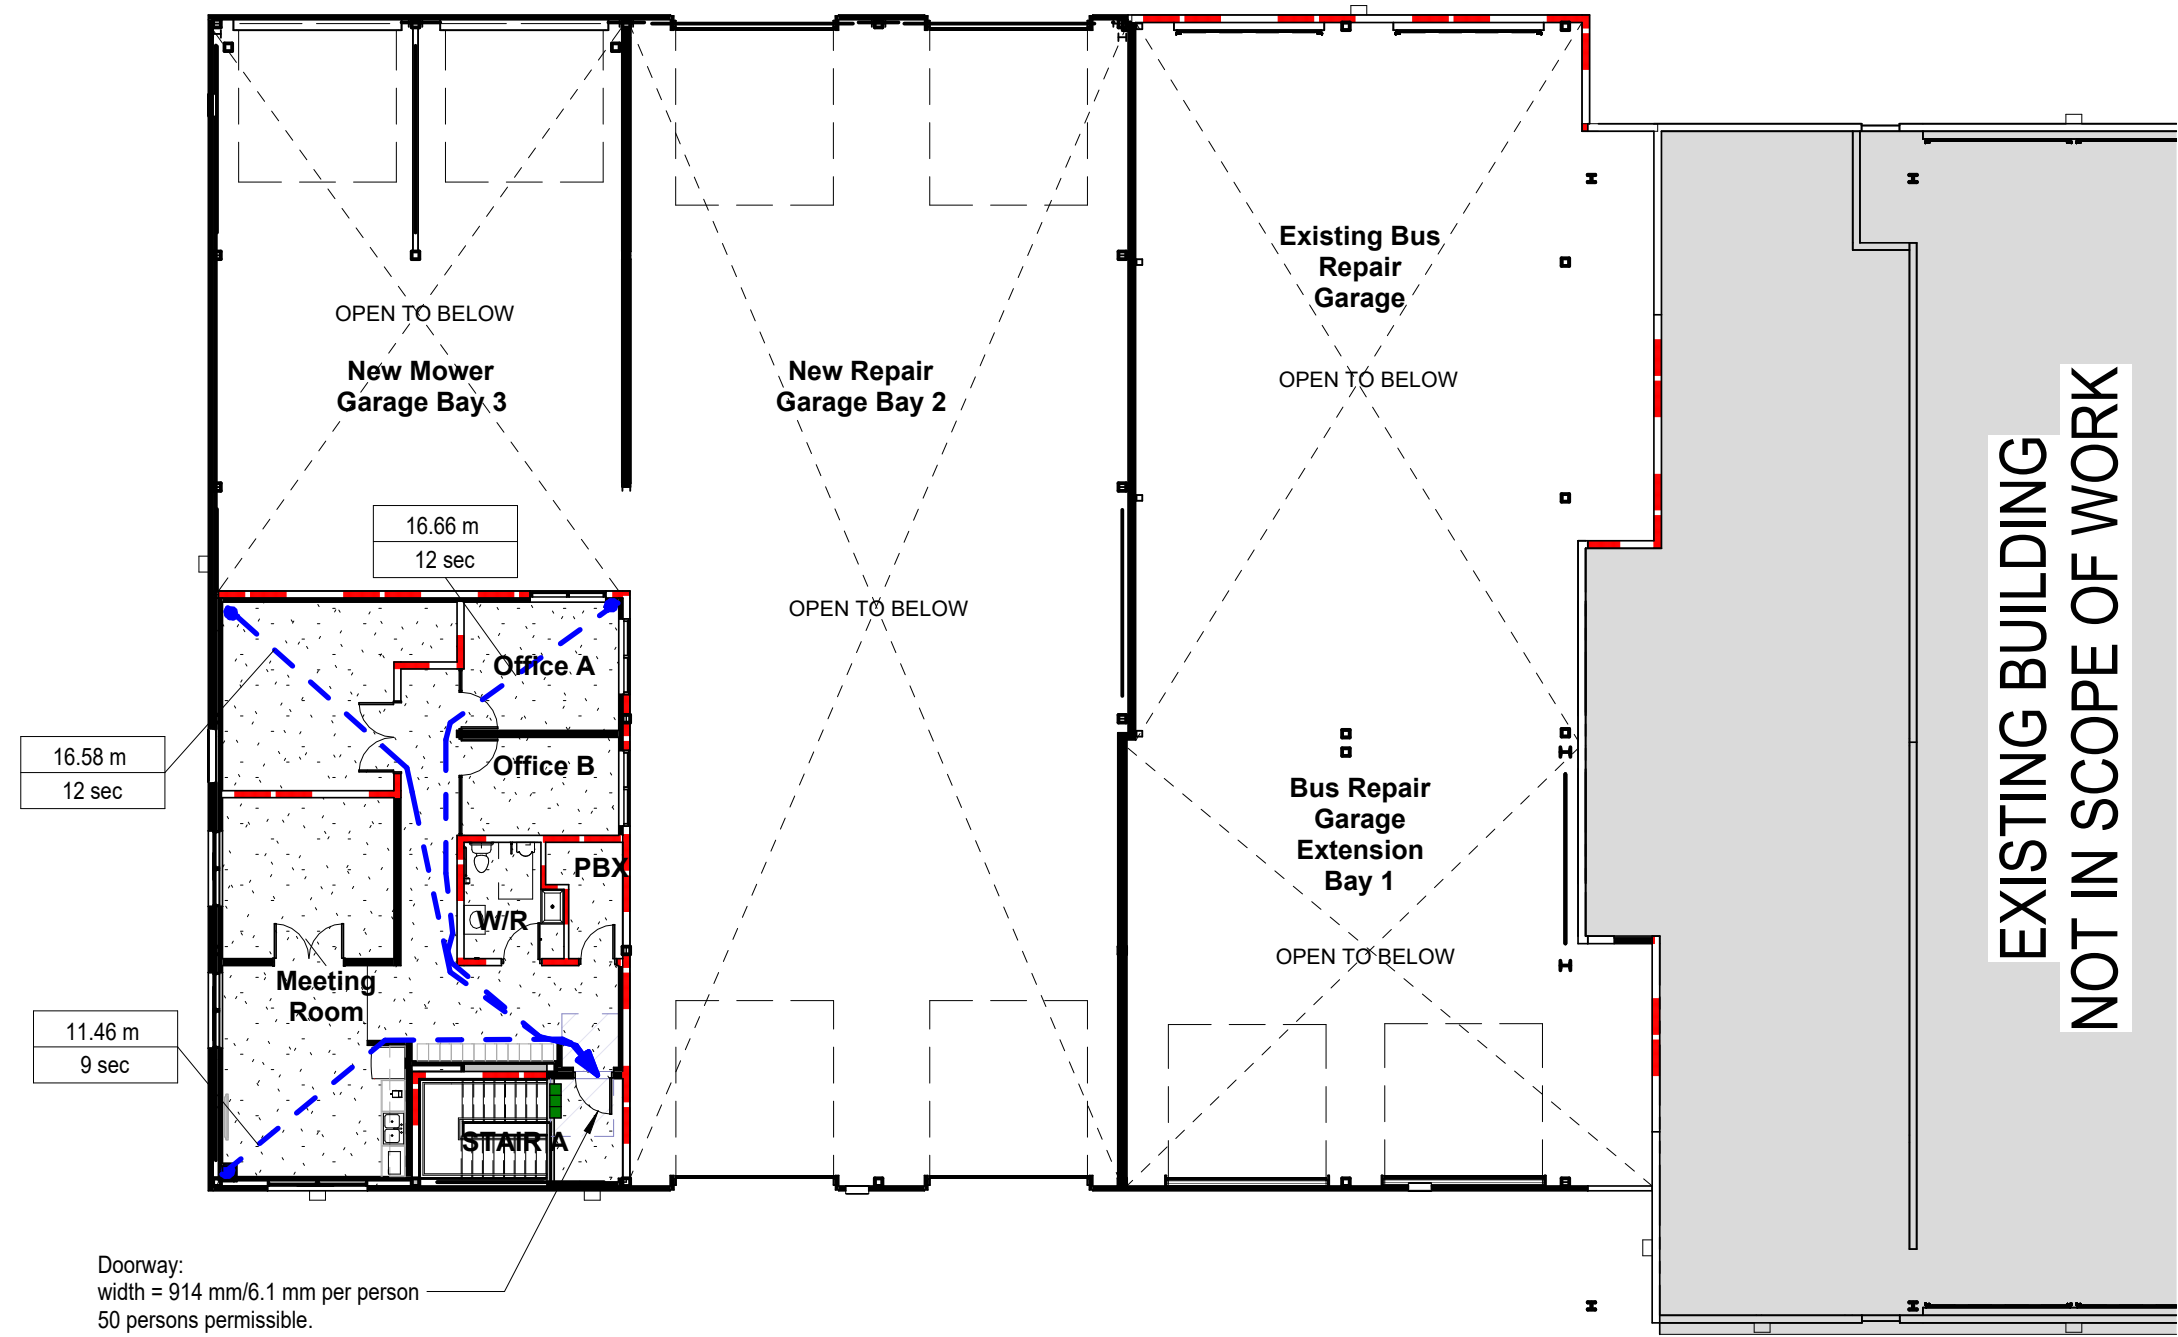 Existing Bus
Repair
Garage
OPEN TO BELOW
New Mower
Garage Bay 3
New Repair
Garage Bay 2
OPEN TO BELOW
EXISTING BUILDING
NOT IN SCOPE OF WORK
16.66 m
12 sec
OPEN TO BELOW
Office A
16.58 m
12 sec
Office B
Bus Repair
Garage
Extension
Bay 1
PBX
W/R
OPEN TO BELOW
Meeting
Room
11.46 m
9 sec
STAIR A
Doorway:
width = 914 mm/6.1 mm per person
50 persons permissible.